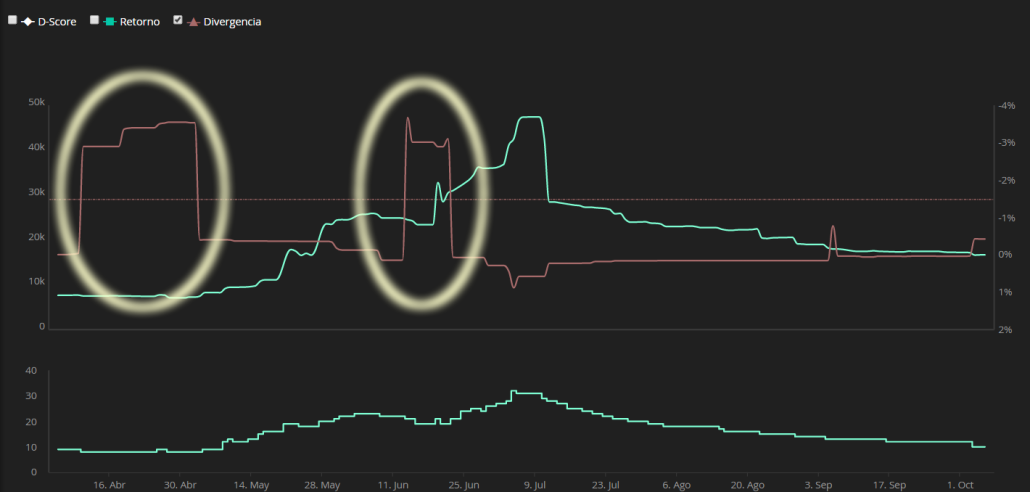 D-Score Retorno Divergencia
50k -4%
40k -3%
-2%
30k
-1%
20k
0%
10k
1%
0 2%
40
30
20
10
0
16. Abr 30. Abr 14. May 28. May 11. Jun 25. Jun 9. Jul 23. Jul 6. Ago 20. Ago 3. Sep 17. Sep 1. Oct